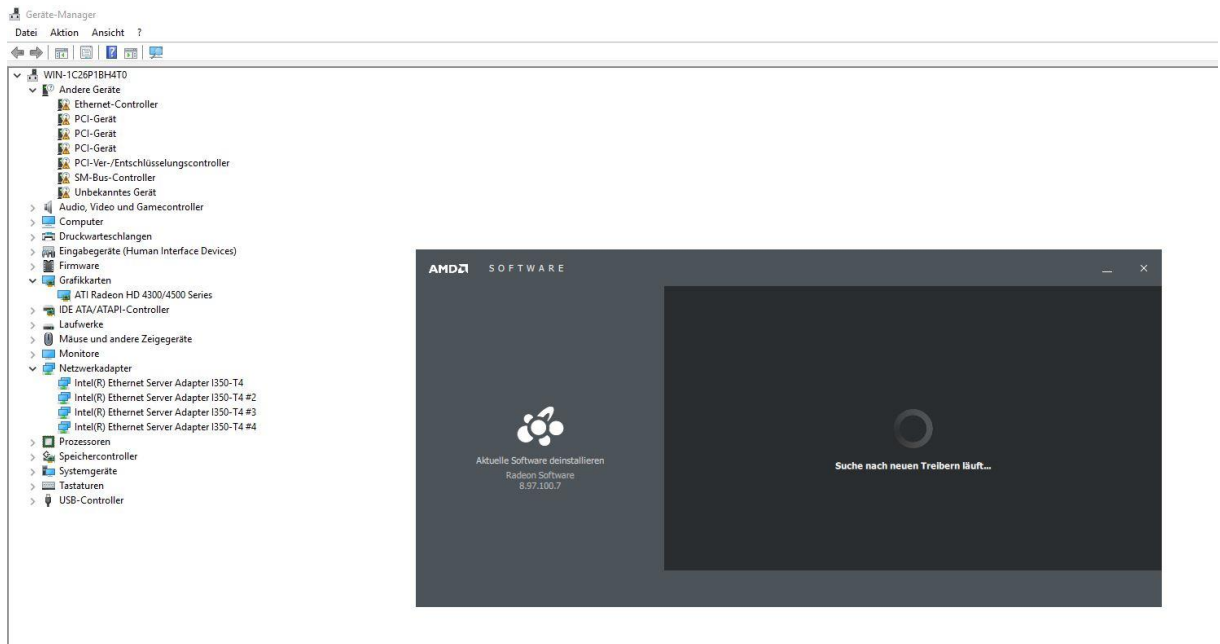 Geräte-Manager
Datei Aktion Ansicht ?
WIN-1C26P1BH4T0
Andere Geräte
Ethernet-Controller
PCI-Gerät
PCI-Gerät
PCI-Gerät
PCI-Ver-/Entschlüsselungscontroller
SM-Bus-Controller
Unbekanntes Gerät
Audio, Video und Gamecontroller
Computer
Druckwarteschlangen
Eingabegeräte (Human Interface Devices)
Firmware
Grafikkarten
ATI Radeon HD 4300/4500 Series
IDE ATA/ATAPI-Controller
Laufwerke
Mäuse und andere Zeigegeräte
Monitore
Netzwerkadapter
Intel(R) Ethernet Server Adapter I350-T4
Intel(R) Ethernet Server Adapter I350-T4 #2
Intel(R) Ethernet Server Adapter I350-T4 #3
Intel(R) Ethernet Server Adapter I350-T4 #4
Prozessoren
Speichercontroller
Systemgeräte
Tastaturen
USB-Controller
AMD SOFTWARE
Aktuelle Software deinstallieren
Radeon Software
8.97.100.7
Suche nach neuen Treibern läuft...